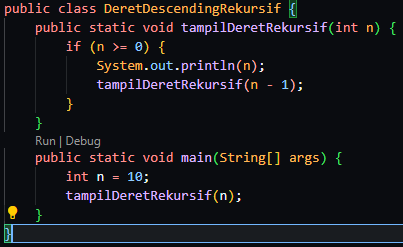 public class DeretDescendingRekursif {
    public static void tampilDeretRekursif(int n) {
        if (n >= 0) {
            System.out.println(n);
            tampilDeretRekursif(n - 1);
        }
    }
    Run | Debug
    public static void main(String[] args) {
        int n = 10;
        tampilDeretRekursif(n);
    }
}